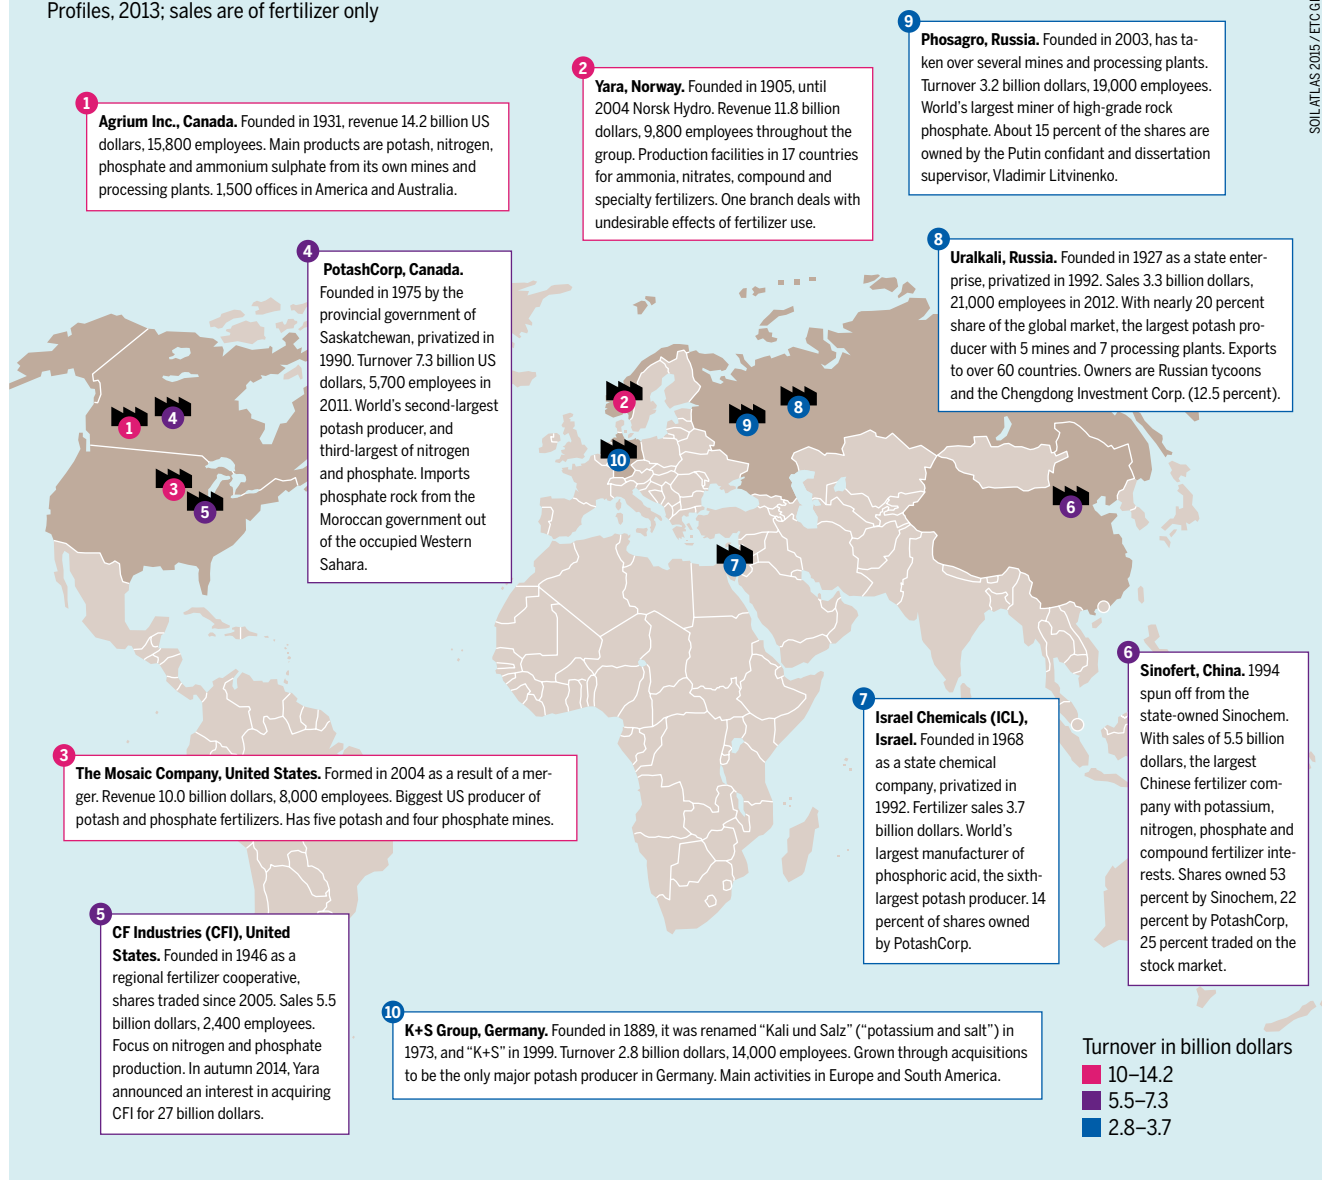 Profiles, 2013; sales are of fertilizer only
SOIL ATLAS 2015 / ETC
1
Agrium Inc., Canada. Founded in 1931, revenue 14.2 billion US
dollars, 15,800 employees. Main products are potash, nitrogen,
phosphate and ammonium sulphate from its own mines and
processing plants. 1,500 offices in America and Australia.
2
Yara, Norway. Founded in 1905, until
2004 Norsk Hydro. Revenue 11.8 billion
dollars, 9,800 employees throughout the
group. Production facilities in 17 countries
for ammonia, nitrates, compound and
specialty fertilizers. One branch deals with
undesirable effects of fertilizer use.
9
Phosagro, Russia. Founded in 2003, has ta-
ken over several mines and processing plants.
Turnover 3.2 billion dollars, 19,000 employees.
World's largest miner of high-grade rock
phosphate. About 15 percent of the shares are
owned by the Putin confidant and dissertation
supervisor, Vladimir Litvinenko.
4
PotashCorp, Canada.
Founded in 1975 by the
provincial government of
Saskatchewan, privatized in
1990. Turnover 7.3 billion US
dollars, 5,700 employees in
2011. World's second-largest
potash producer, and
third-largest of nitrogen
and phosphate. Imports
phosphate rock from the
Moroccan government out
of the occupied Western
Sahara.
8
Uralkali, Russia. Founded in 1927 as a state enter-
prise, privatized in 1992. Sales 3.3 billion dollars,
21,000 employees in 2012. With nearly 20 percent
share of the global market, the largest potash pro-
ducer with 5 mines and 7 processing plants. Exports
to over 60 countries. Owners are Russian tycoons
and the Chengdong Investment Corp. (12.5 percent).
1
4
3
5
2
10
9
8
7
6
3
The Mosaic Company, United States. Formed in 2004 as a result of a mer-
ger. Revenue 10.0 billion dollars, 8,000 employees. Biggest US producer of
potash and phosphate fertilizers. Has five potash and four phosphate mines.
7
Israel Chemicals (ICL),
Israel. Founded in 1968
as a state chemical
company, privatized in
1992. Fertilizer sales 3.7
billion dollars. World's
largest manufacturer of
phosphoric acid, the sixth-
largest potash producer. 14
percent of shares owned
by PotashCorp.
6
Sinofert, China. 1994
spun off from the
state-owned Sinochem.
With sales of 5.5 billion
dollars, the largest
Chinese fertilizer com-
pany with potassium,
nitrogen, phosphate and
compound fertilizer inte-
rests. Shares owned 53
percent by Sinochem, 22
percent by PotashCorp,
25 percent traded on the
stock market.
5
CF Industries (CFI), United
States. Founded in 1946 as a
regional fertilizer cooperative,
shares traded since 2005. Sales 5.5
billion dollars, 2,400 employees.
Focus on nitrogen and phosphate
production. In autumn 2014, Yara
announced an interest in acquiring
CFI for 27 billion dollars.
10
K+S Group, Germany. Founded in 1889, it was renamed “Kali und Salz” (“potassium and salt”) in
1973, and “K+S” in 1999. Turnover 2.8 billion dollars, 14,000 employees. Grown through acquisitions
to be the only major potash producer in Germany. Main activities in Europe and South America.
Turnover in billion dollars
10–14.2
5.5–7.3
2.8–3.7